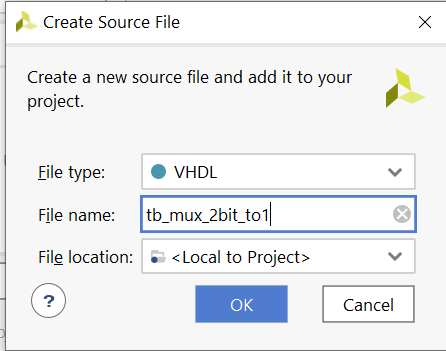 Create Source File
Create a new source file and add it to your
project.
File type: VHDL
File name: tb_mux_2bit_to1
File location: <Local to Project>
? OK Cancel